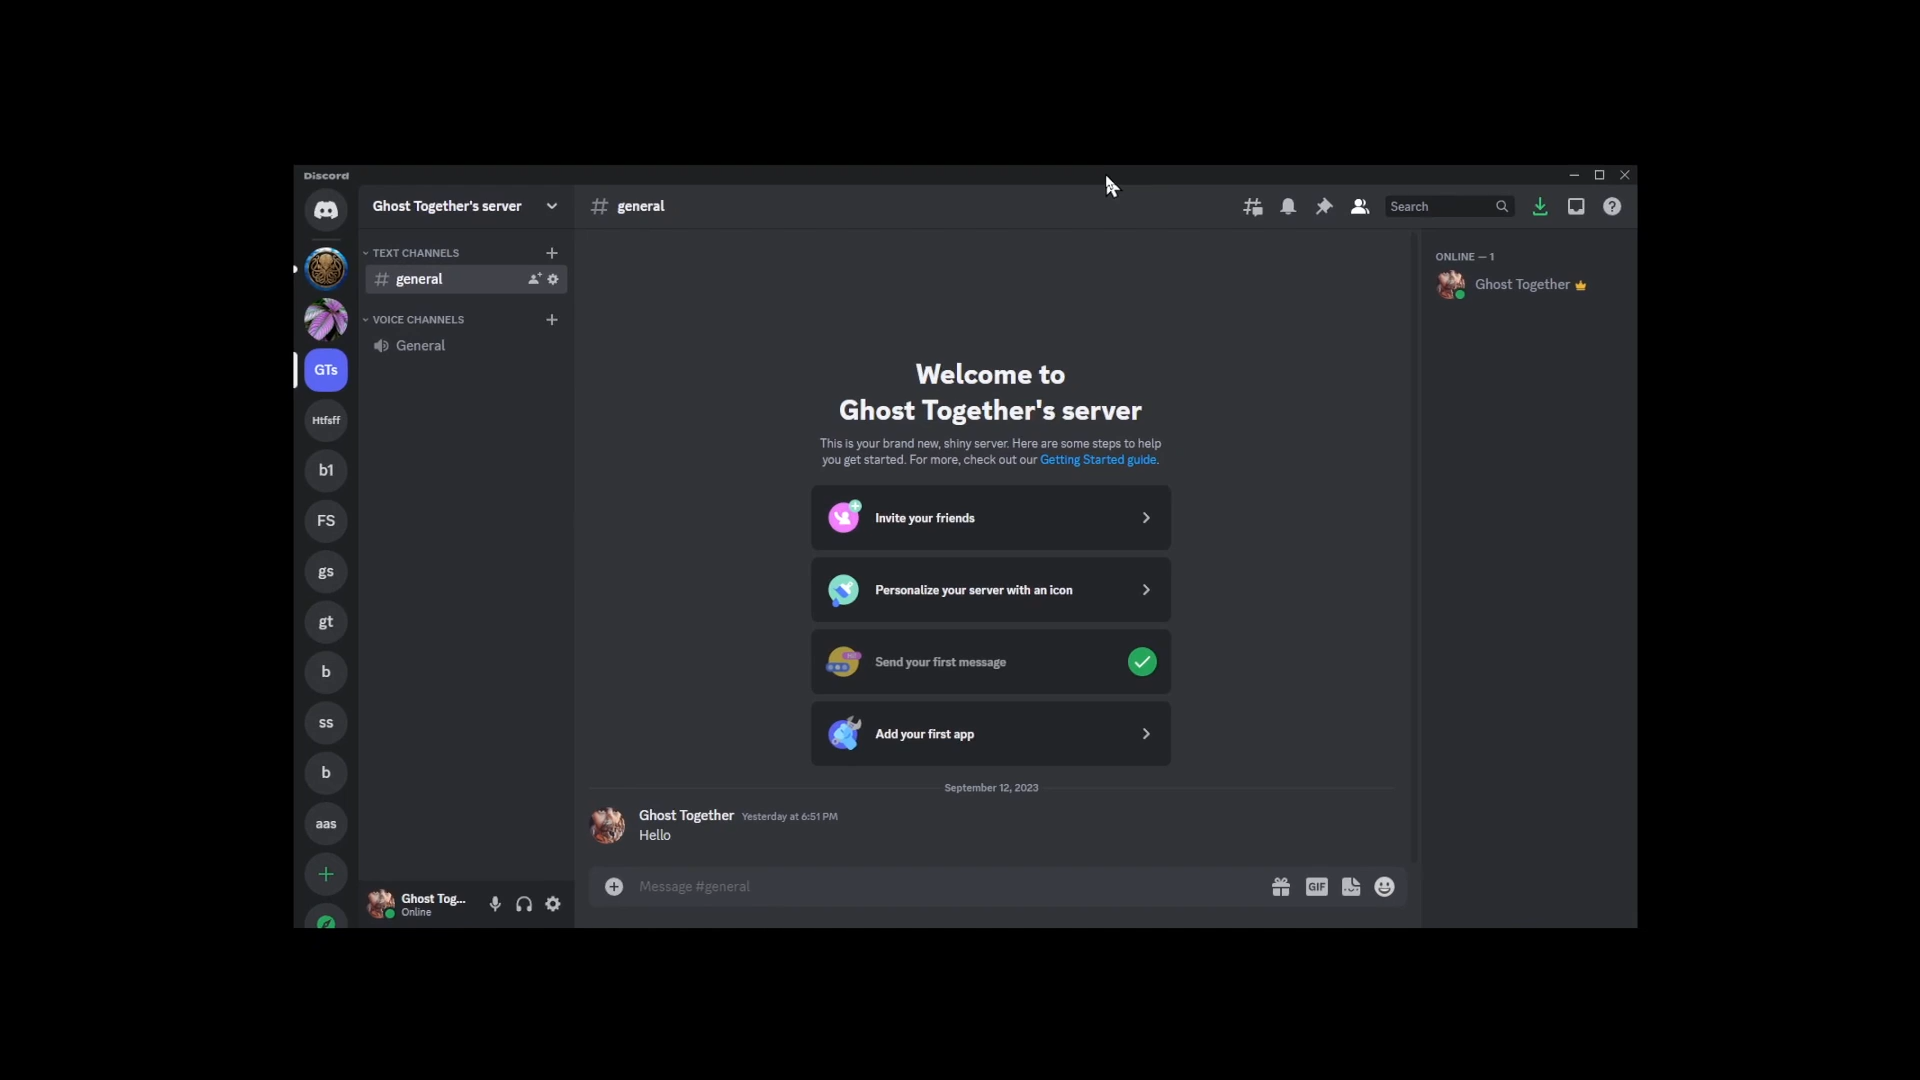 Discord
Ghost Together's server
general
Search
TEXT CHANNELS
general
VOICE CHANNELS
General
GTs
Htfsff
b1
FS
gs
gt
b
ss
b
aas
Ghost Tog...
Online
Welcome to
Ghost Together's server
This is your brand new, shiny server. Here are some steps to help
you get started. For more, check out our Getting Started guide.
Invite your friends
Personalize your server with an icon
Send your first message
Add your first app
September 12, 2023
Ghost Together Yesterday at 6:51 PM
Hello
Message #general
GIF
ONLINE — 1
Ghost Together